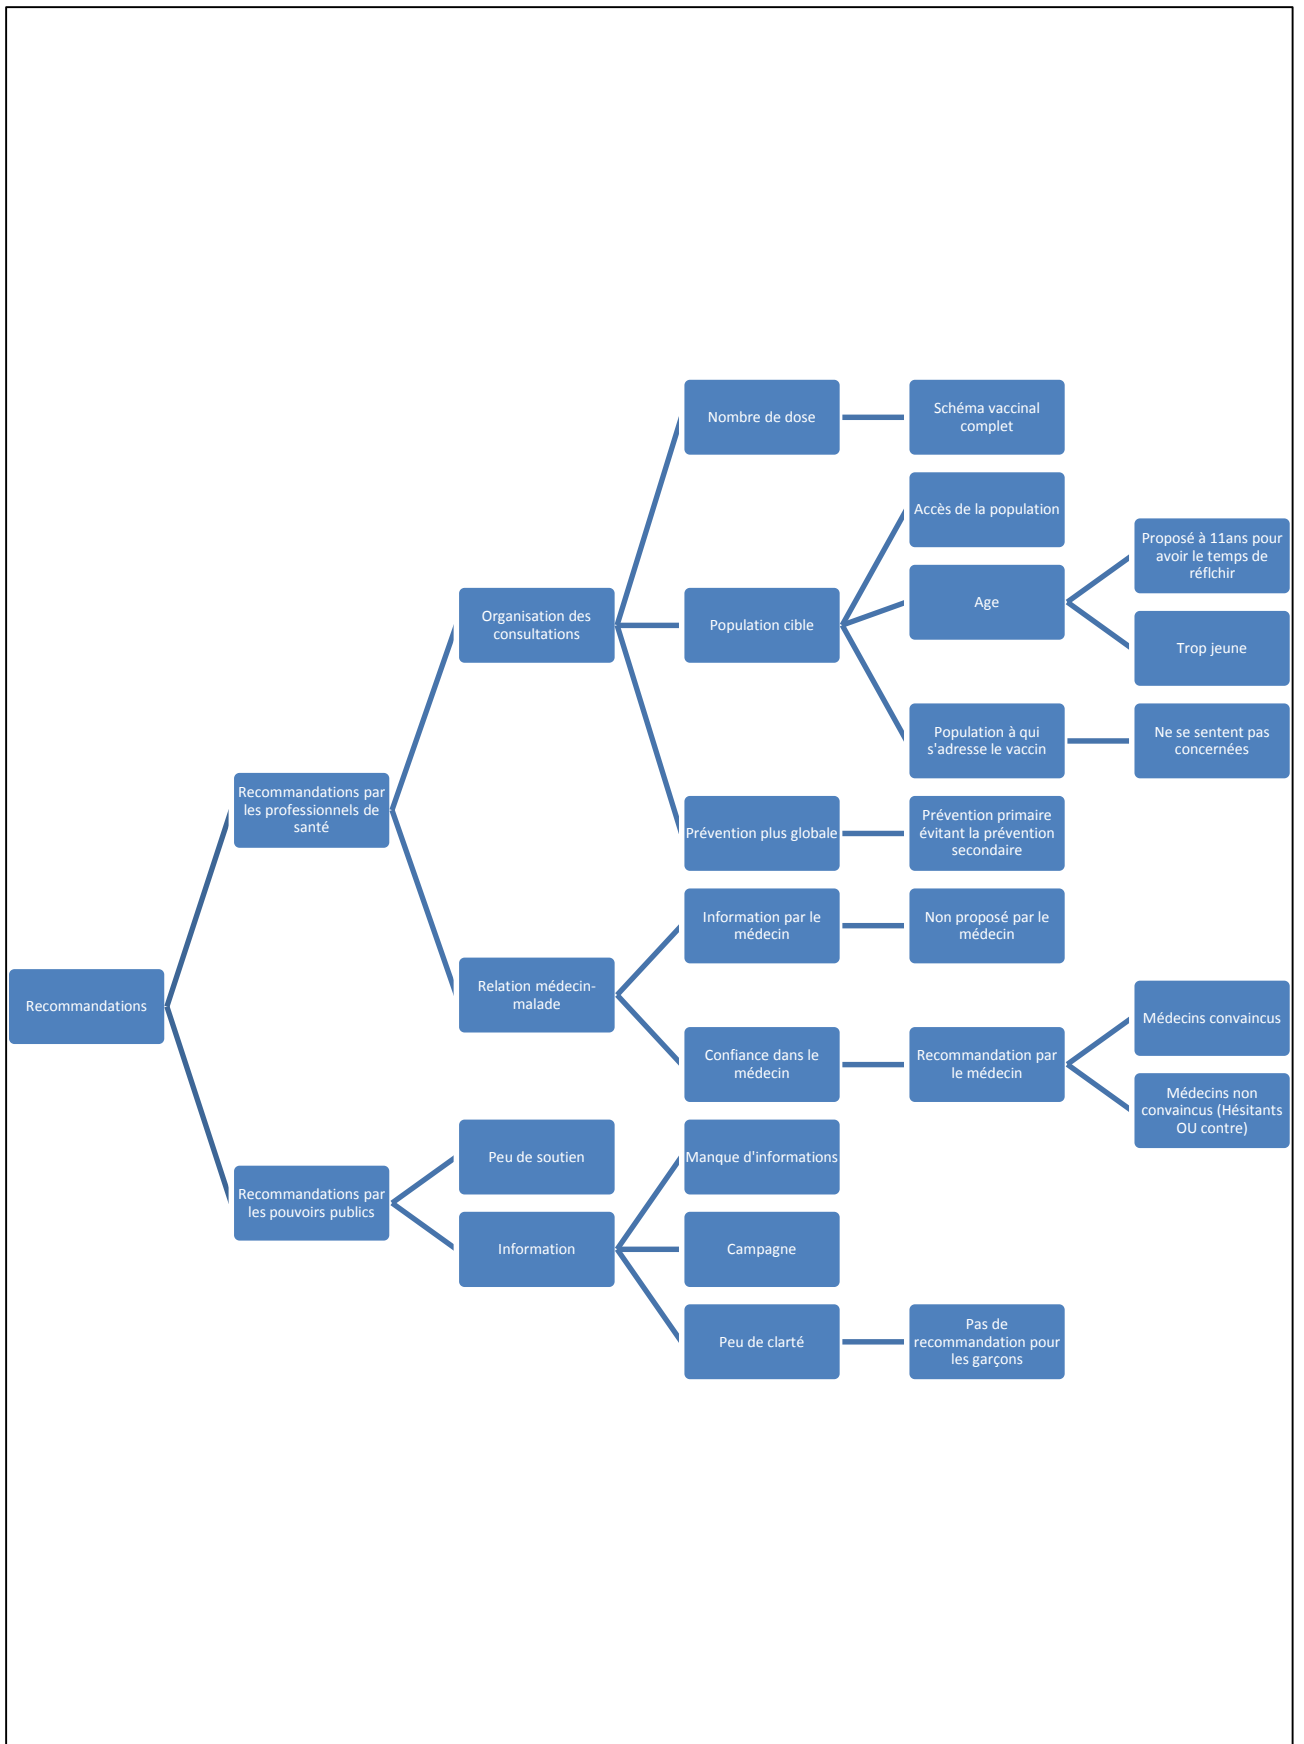 Recommandations
Recommandations par
les professionnels de
santé
Organisation des
consultations
Nombre de dose
Schéma vaccinal
complet
Population cible
Accès de la population
Age
Proposé à 11ans pour
avoir le temps de
réflchir
Trop jeune
Population à qui
s'adresse le vaccin
Ne se sentent pas
concernées
Prévention plus globale
Prévention primaire
évitant la prévention
secondaire
Relation médecin-
malade
Information par le
médecin
Non proposé par le
médecin
Confiance dans le
médecin
Recommandation par
le médecin
Médecins convaincus
Médecins non
convaincus (Hésitants
OU contre)
Recommandations par
les pouvoirs publics
Peu de soutien
Information
Manque d'informations
Campagne
Peu de clarté
Pas de
recommandation pour
les garçons